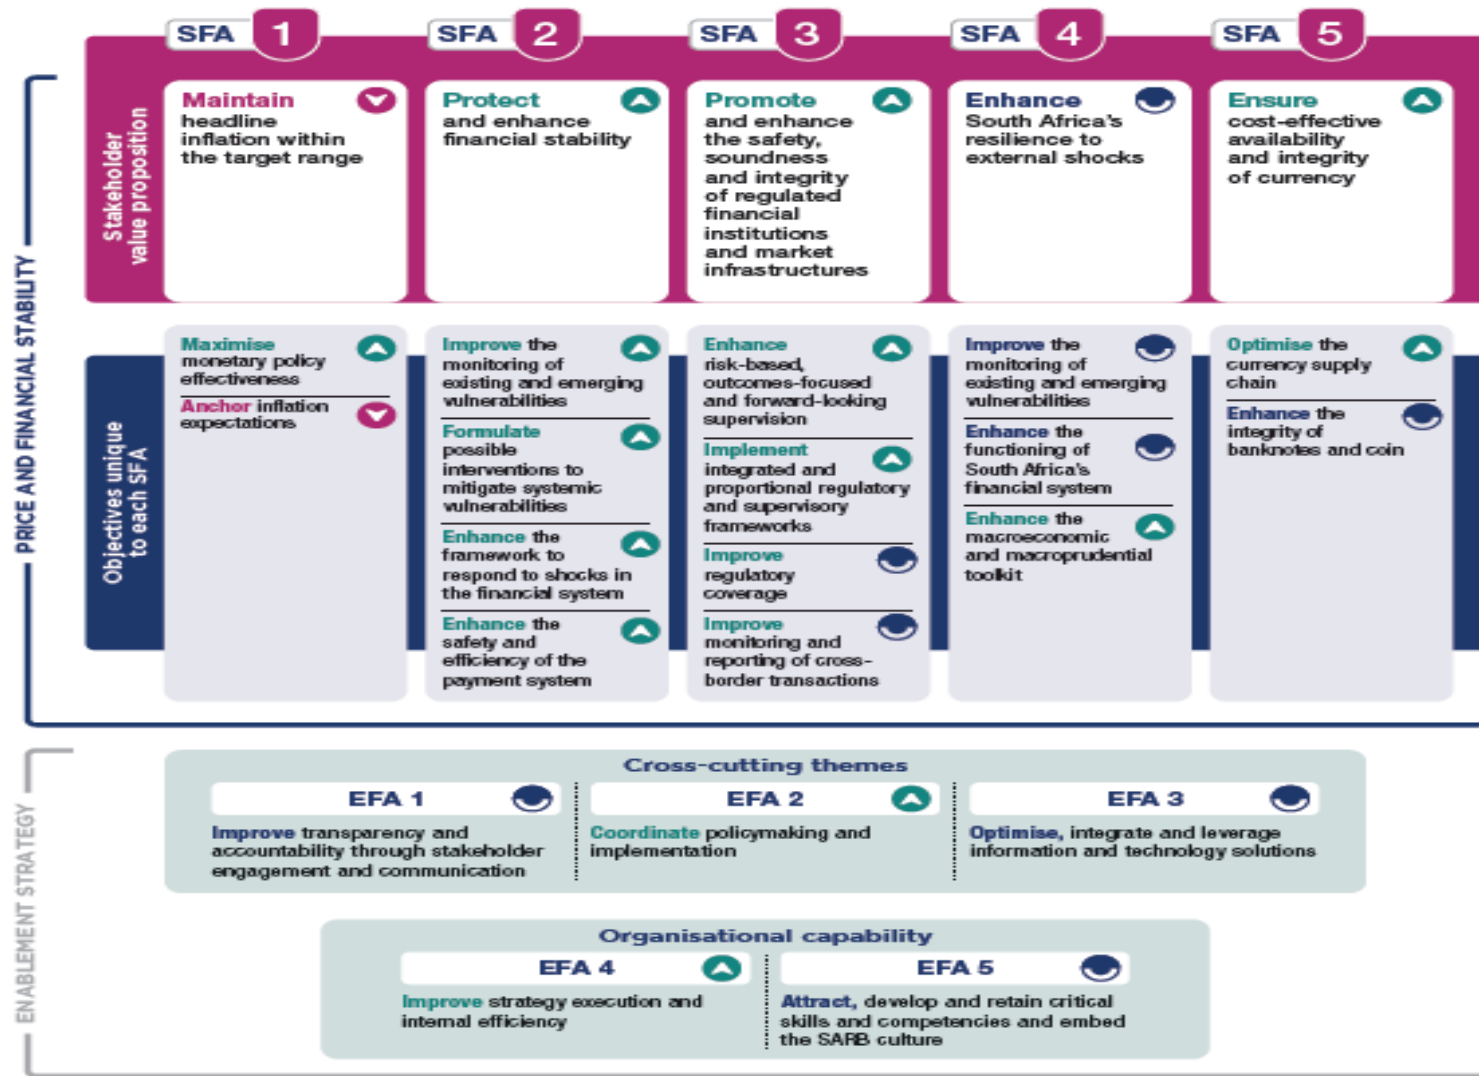 SFA 1
SFA 2
SFA 3
SFA 4
SFA 5
PRICE AND FINANCIAL STABILITY
Stakeholder
value proposition
Maintain
headline
inflation within
the target range
Protect
and enhance
financial stability
Promote
and enhance
the safety,
soundness
and integrity
of regulated
financial
institutions
and market
infrastructures
Enhance
South Africa's
resilience to
external shocks
Ensure
cost-effective
availability
and integrity
of currency
Objectives unique
to each SFA
Maximise
monetary policy
effectiveness
Anchor inflation
expectations
Improve the
monitoring of
existing and emerging
vulnerabilities
Formulate
possible
interventions to
mitigate systemic
vulnerabilities
Enhance the
framework to
respond to shocks in
the financial system
Enhance the
safety and
efficiency of the
payment system
Enhance
risk-based,
outcomes-focused
and forward-looking
supervision
Implement
integrated and
proportional regulatory
and supervisory
frameworks
Improve
regulatory
coverage
Improve
monitoring and
reporting of cross-
border transactions
Improve the
monitoring of
existing and emerging
vulnerabilities
Enhance the
functioning of
South Africa's
financial system
Enhance the
macroeconomic
and macroprudential
toolkit
Optimise the
currency supply
chain
Enhance the
integrity of
banknotes and coin
ENABLEMENT STRATEGY
Cross-cutting themes
EFA 1
Improve transparency and
accountability through stakeholder
engagement and communication
EFA 2
Coordinate policymaking and
implementation
EFA 3
Optimise, integrate and leverage
information and technology solutions
Organisational capability
EFA 4
Improve strategy execution and
internal efficiency
EFA 5
Attract, develop and retain critical
skills and competencies and embed
the SARB culture